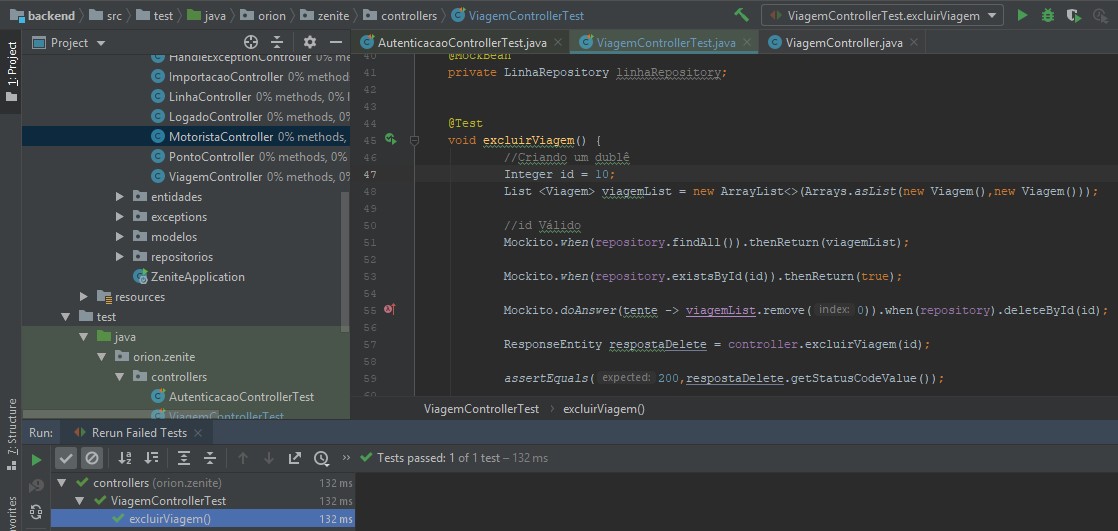 backend src test java orion zenite controllers ViagemControllerTest ViagemControllerTest.excluirViagem
1: Project
Project
AutenticacaoControllerTest.java ViagemControllerTest.java ViagemController.java
HandleExceptionController 0% methods
ImportacaoController 0% methods
LinhaController 0% methods, 0% l
LogadoController 0% methods, 0%
MotoristaController 0% methods,
PontoController 0% methods, 0%
ViagemController 0% methods, 0%
entidades
exceptions
modelos
repositorios
ZeniteApplication
resources
test
java
orion.zenite
controllers
AutenticacaoControllerTest
ViagemControllerTest
40 @MockBean
41 private LinhaRepository linhaRepository;
42
43
44 @Test
45 void excluirViagem() {
46 //Criando um dublê
47 Integer id = 10;
48 List <Viagem> viagemList = new ArrayList<>(Arrays.asList(new Viagem(),new Viagem()));
49
50 //id Válido
51 Mockito.when(repository.findAll()).thenReturn(viagemList);
52
53 Mockito.when(repository.existsById(id)).thenReturn(true);
54
55 Mockito.doAnswer(tente -> viagemList.remove( index: 0)).when(repository).deleteById(id);
56
57 ResponseEntity respostaDelete = controller.excluirViagem(id);
58
59 assertEquals( expected: 200,respostaDelete.getStatusCodeValue());
60
ViagemControllerTest › excluirViagem()
7: Structure
Run: Rerun Failed Tests
Tests passed: 1 of 1 test – 132 ms
controllers (orion.zenite) 132 ms
ViagemControllerTest 132 ms
excluirViagem() 132 ms
avorites